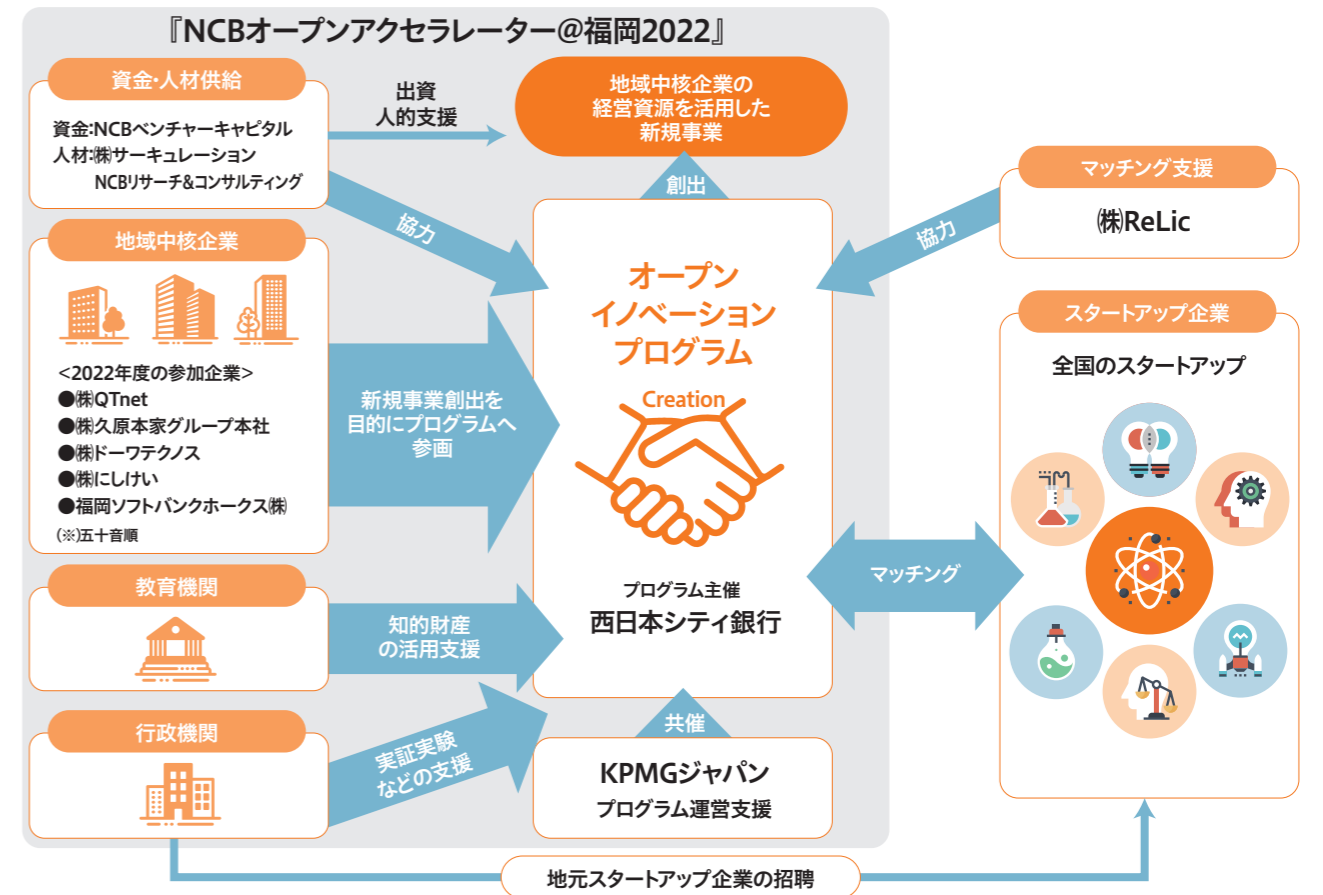 『NCBオープンアクセラレーター@福岡2022』
資金・人材供給
資金:NCBベンチャーキャピタル
人材:㈱サーキュレーション
NCBリサーチ&コンサルティング
出資
人的支援
地域中核企業の
経営資源を活用した
新規事業
創出
協力
地域中核企業
<2022年度の参加企業>
●㈱QTnet
●㈱久原本家グループ本社
●㈱ドーワテクノス
●㈱にしけい
●福岡ソフトバンクホークス㈱
(※)五十音順
新規事業創出を
目的にプログラムへ
参画
教育機関
知的財産
の活用支援
行政機関
実証実験
などの支援
オープン
イノベーション
プログラム
Creation
プログラム主催
西日本シティ銀行
共催
KPMGジャパン
プログラム運営支援
協力
マッチング支援
㈱ReLic
マッチング
スタートアップ企業
全国のスタートアップ
地元スタートアップ企業の招聘